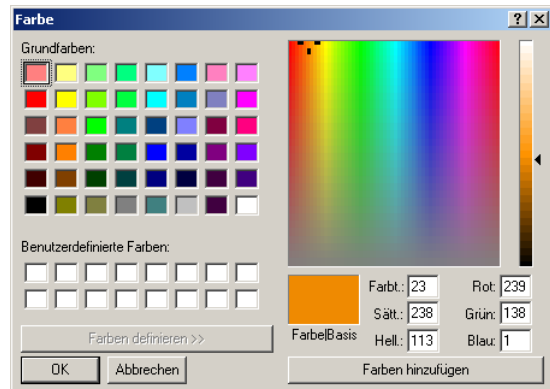 Farbe
Grundfarben:
Benutzerdefinierte Farben:
Farben definieren >>
OK
Abbrechen
Farbe|Basis
Farbt.: 23
Sätt.: 238
Hell.: 113
Rot: 239
Grün: 138
Blau: 1
Farben hinzufügen